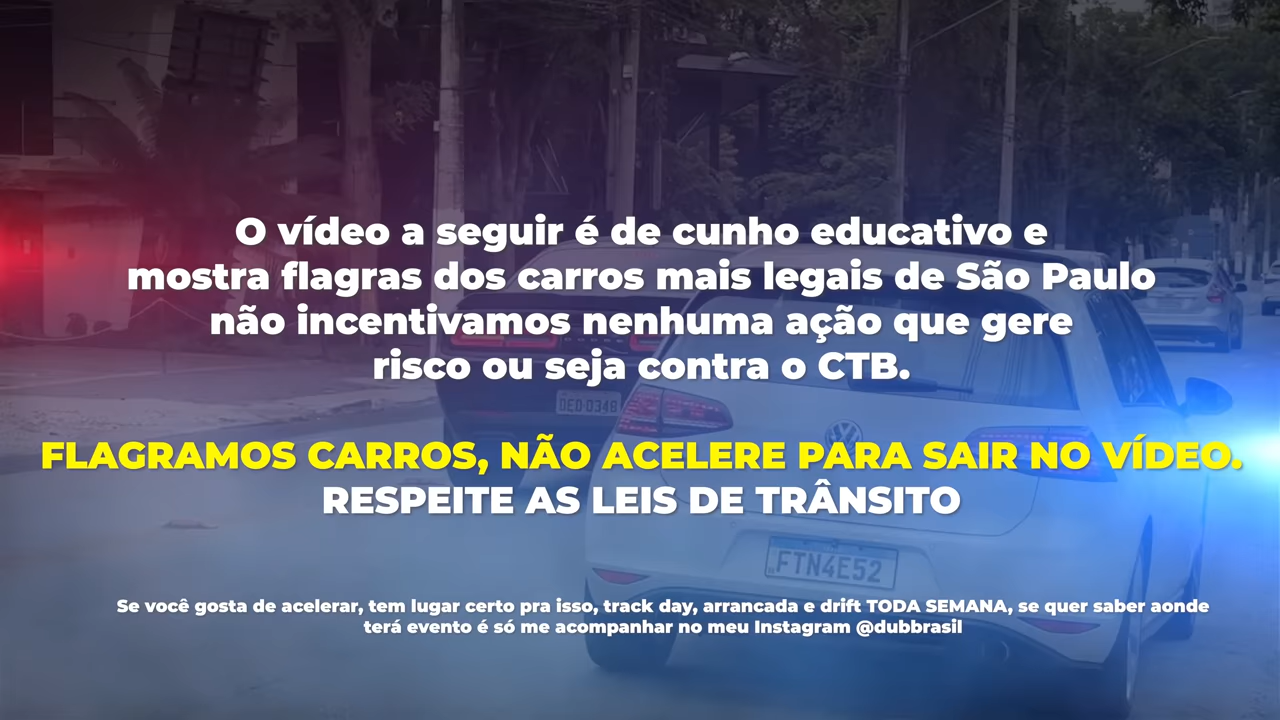 O vídeo a seguir é de cunho educativo e
mostra flagras dos carros mais legais de São Paulo
não incentivamos nenhuma ação que gere
risco ou seja contra o CTB.
DED-0348
FLAGRAMOS CARROS, NÃO ACELERE PARA SAIR NO VÍDEO.
RESPEITE AS LEIS DE TRÂNSITO
FTN4E52
Se você gosta de acelerar, tem lugar certo pra isso, track day, arrancada e drift TODA SEMANA, se quer saber aonde
terá evento é só me acompanhar no meu Instagram @dubbrasil